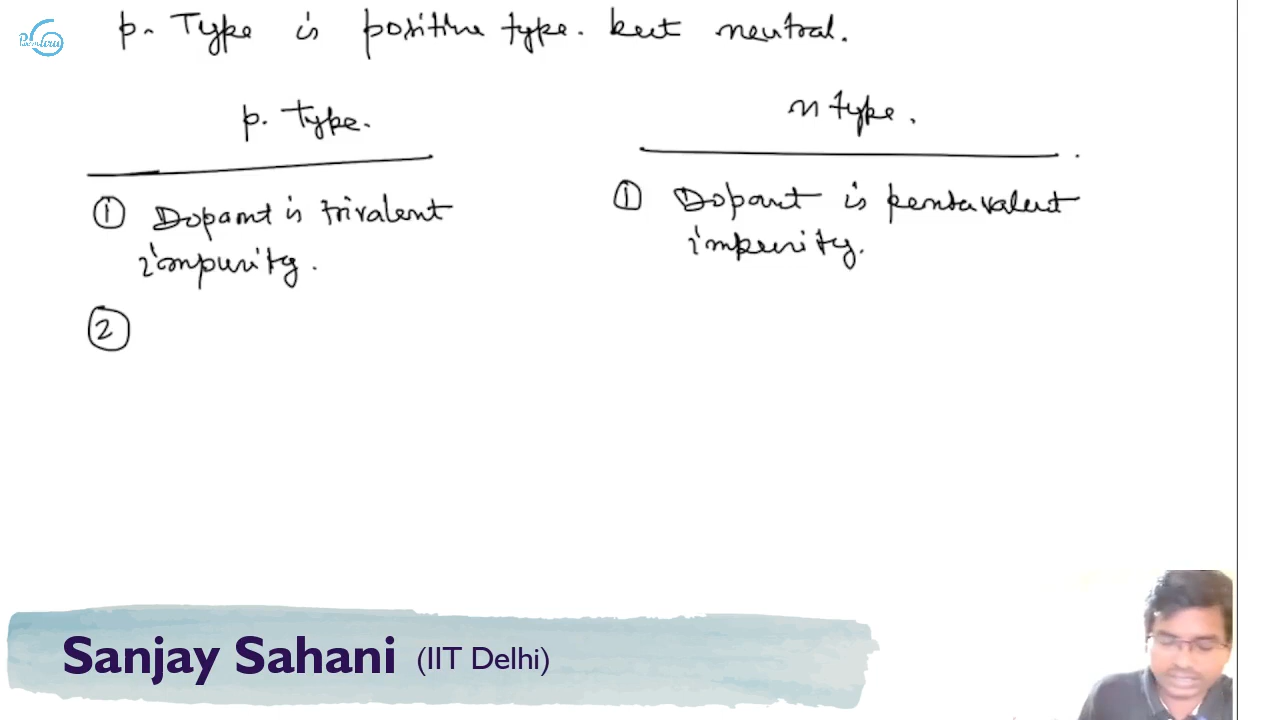 p. Type is positive type. but neutral.
p. Type.
n type.
① Dopant is trivalent
impurity.
① Dopant is pentavalent
impurity.
②
Sanjay Sahani (IIT Delhi)